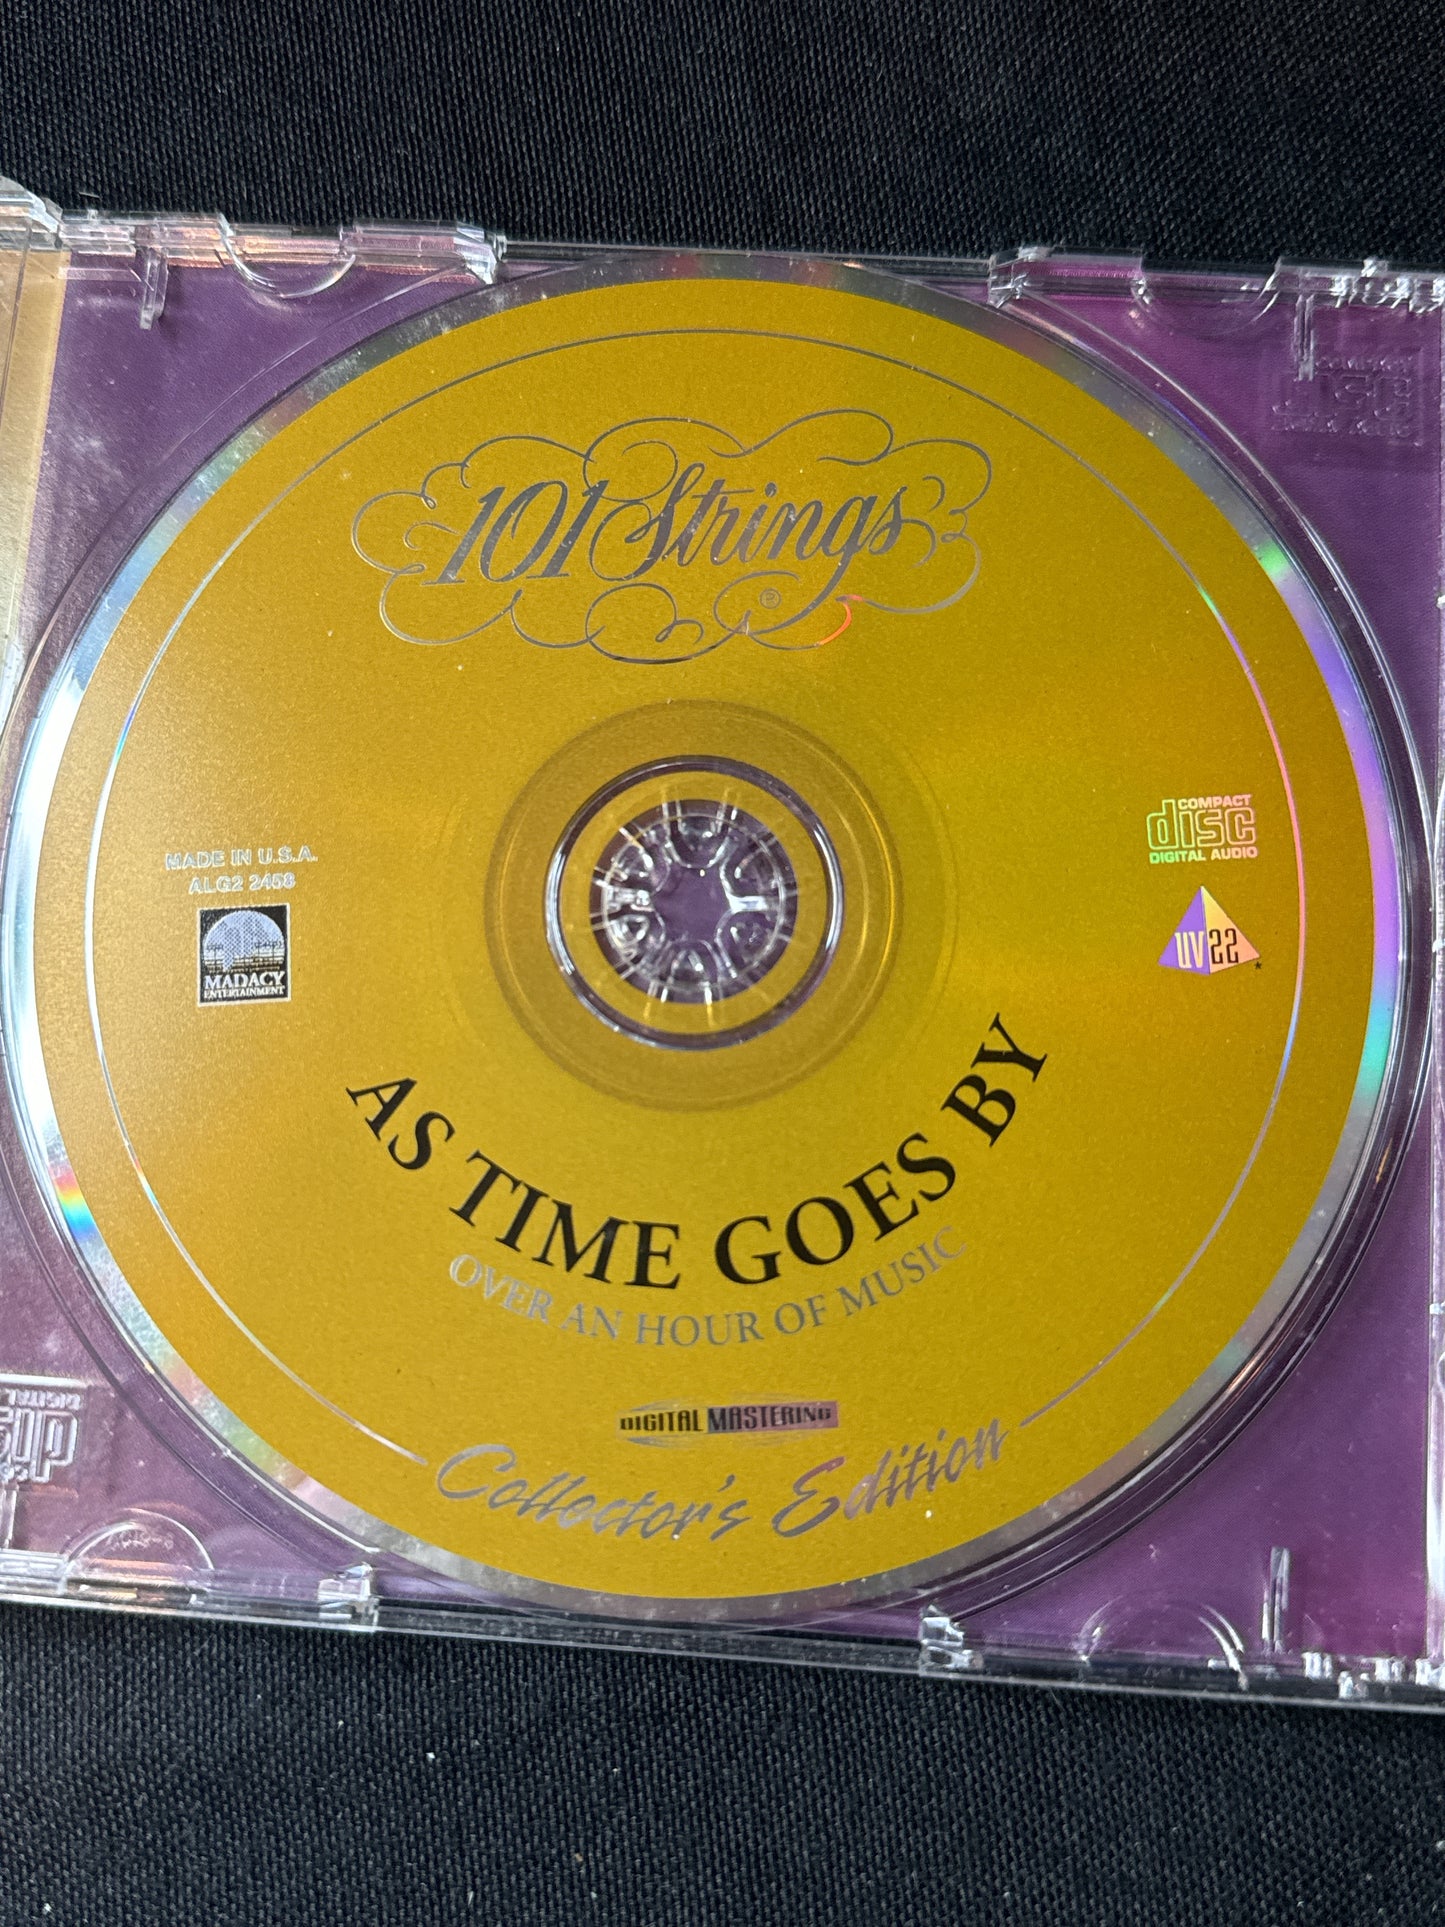 101 Strings ®
MADE IN U.S.A.
ALG2 2458
MADACY
ENTERTAINMENT
COMPACT
disc
DIGITAL AUDIO
UV22*
AS TIME GOES BY
OVER AN HOUR OF MUSIC
DIGITAL MASTERING
Collector's Edition